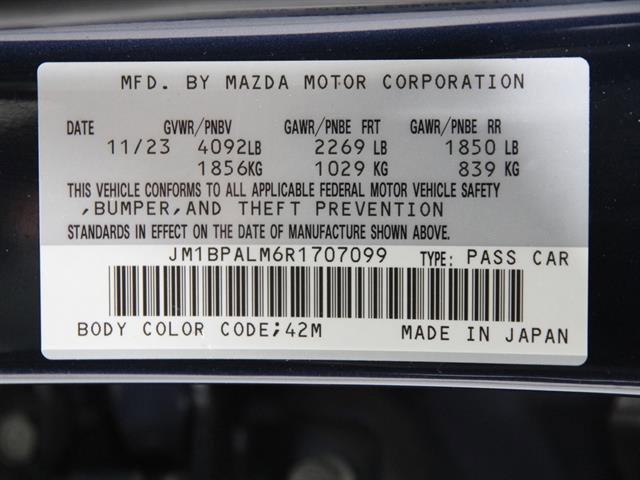 MFD. BY MAZDA MOTOR CORPORATION
DATE GVWR/PNBV GAWR/PNBE FRT GAWR/PNBE RR
11/23 4092LB 2269 LB 1850 LB
1856KG 1029 KG 839 KG
THIS VEHICLE CONFORMS TO ALL APPLICABLE FEDERAL MOTOR VEHICLE SAFETY
,BUMPER,AND THEFT PREVENTION
STANDARDS IN EFFECT ON THE DATE OF MANUFACTURE SHOWN ABOVE.
JM1BPALM6R1707099 TYPE: PASS CAR
BODY COLOR CODE;42M MADE IN JAPAN